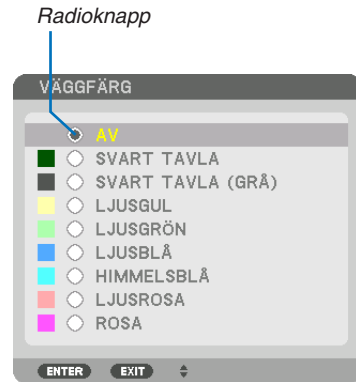 Radioknapp
VÄGGFÄRG
AV
SVART TAVLA
SVART TAVLA (GRÅ)
LJUSGUL
LJUSGRÖN
LJUSBLÅ
HIMMELSBLÅ
LJUSROSA
ROSA
ENTER EXIT